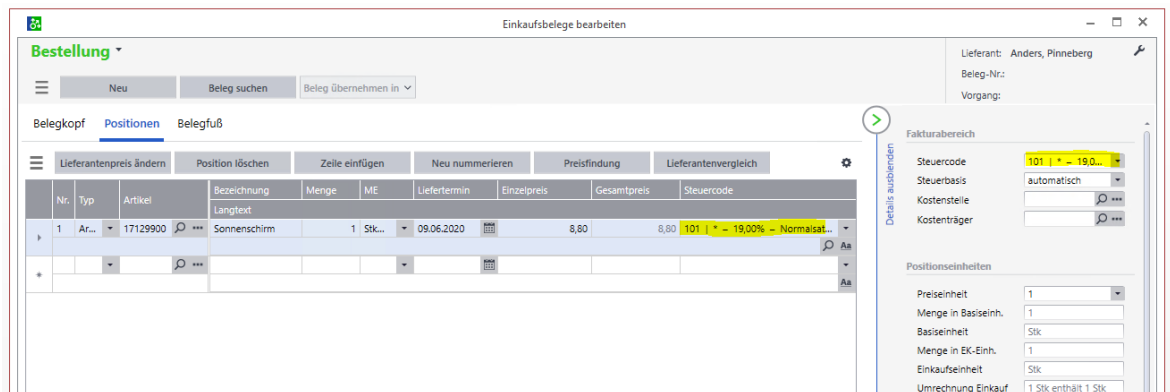 Einkaufsbelege bearbeiten
Bestellung
Lieferant: Anders, Pinneberg
Beleg-Nr.:
Vorgang:
Neu Beleg suchen Beleg übernehmen in
Belegkopf Positionen Belegfuß
Lieferantenpreis ändern Position löschen Zeile einfügen Neu nummerieren Preisfindung Lieferantenvergleich
Nr. Typ Artikel Bezeichnung Menge ME Liefertermin Einzelpreis Gesamtpreis Steuercode
Langtext
1 Ar... 17129900 Sonnenschirm 1 Stk... 09.06.2020 8,80 8,80 101 | * – 19,00% – Normalsat...
Aa
Aa
Details ausblenden
Fakturabereich
Steuercode 101 | * – 19,0...
Steuerbasis automatisch
Kostenstelle
Kostenträger
Positionseinheiten
Preiseinheit 1
Menge in Basiseinh. 1
Basiseinheit Stk
Menge in EK-Einh. 1
Einkaufseinheit Stk
Umrechnung Einkauf 1 Stk enthält 1 Stk